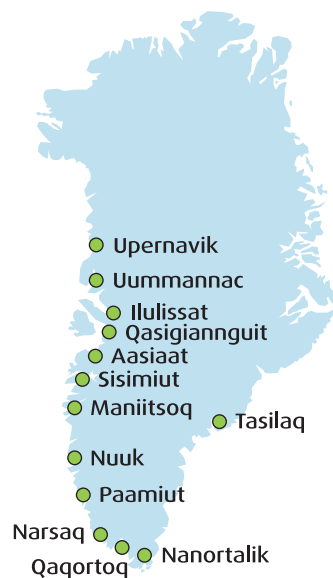 Upernavik
Uummannac
Ilulissat
Qasigiannguit
Aasiaat
Sisimiut
Maniitsoq
Tasilaq
Nuuk
Paamiut
Narsaq
Nanortalik
Qaqortoq